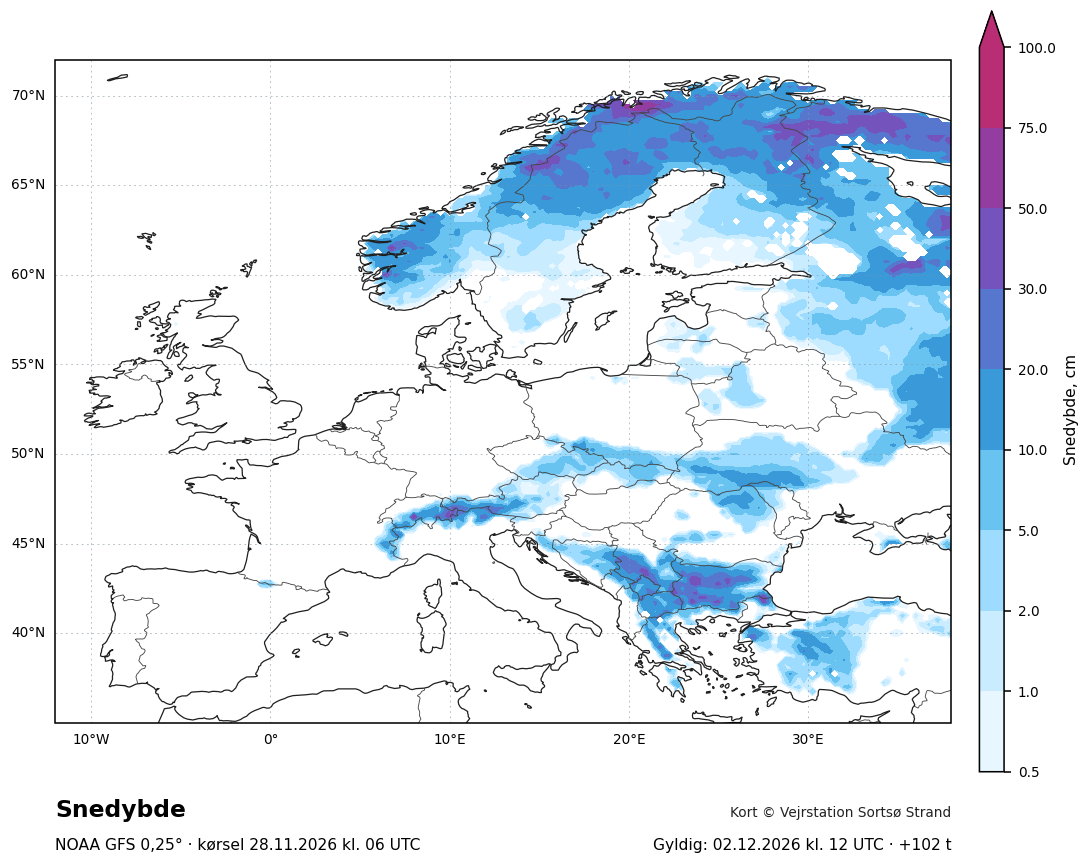 100.0
75.0
50.0
30.0
20.0
10.0
5.0
2.0
1.0
0.5
Snedybde, cm
70°N
65°N
60°N
55°N
50°N
45°N
40°N
10°W 0° 10°E 20°E 30°E
Snedybde
Kort © Vejrstation Sortsø Strand
NOAA GFS 0,25° · kørsel 28.11.2026 kl. 06 UTC
Gyldig: 02.12.2026 kl. 12 UTC · +102 t